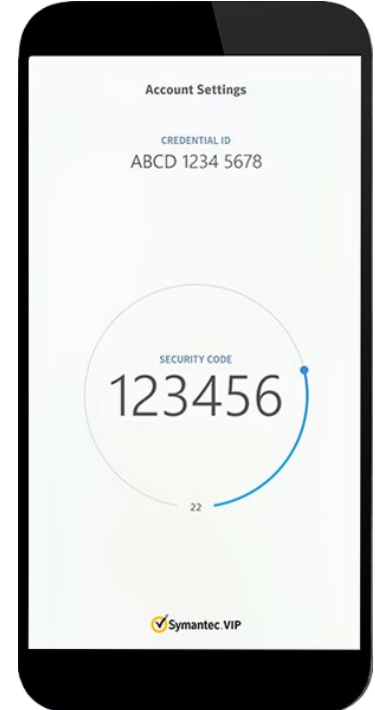 Account Settings
CREDENTIAL ID
ABCD 1234 5678
SECURITY CODE
123456
22
Symantec VIP